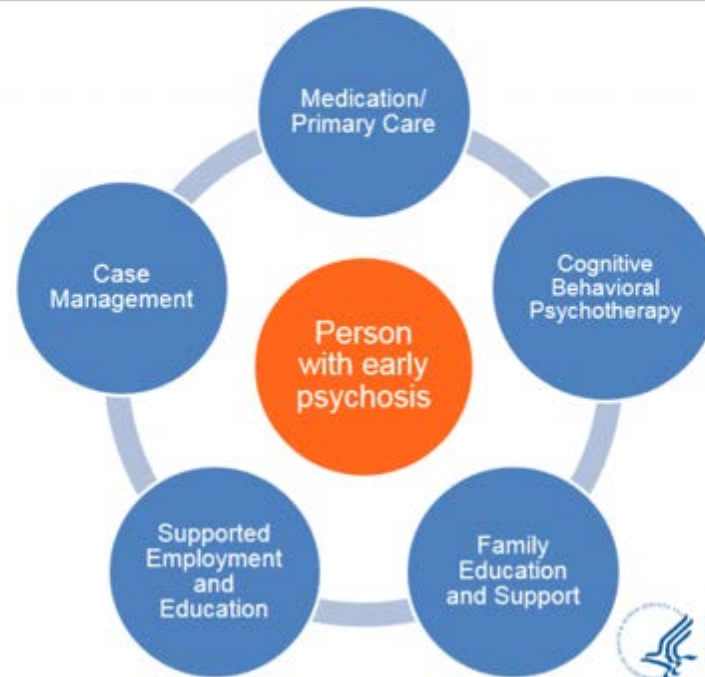 Medication/
Primary Care
Cognitive
Behavioral
Psychotherapy
Case
Management
Person
with early
psychosis
Supported
Employment
and
Education
Family
Education
and Support